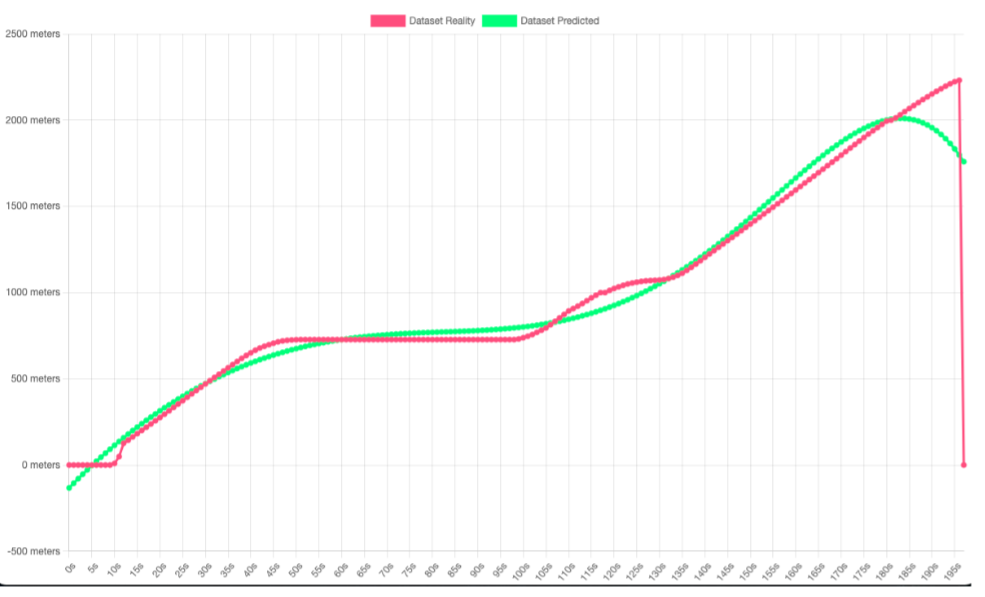 Dataset Reality Dataset Predicted
2500 meters
2000 meters
1500 meters
1000 meters
500 meters
0 meters
-500 meters
0s 5s 10s 15s 20s 25s 30s 35s 40s 45s 50s 55s 60s 65s 70s 75s 80s 85s 90s 95s 100s 105s 110s 115s 120s 125s 130s 135s 140s 145s 150s 155s 160s 165s 170s 175s 180s 185s 190s 195s